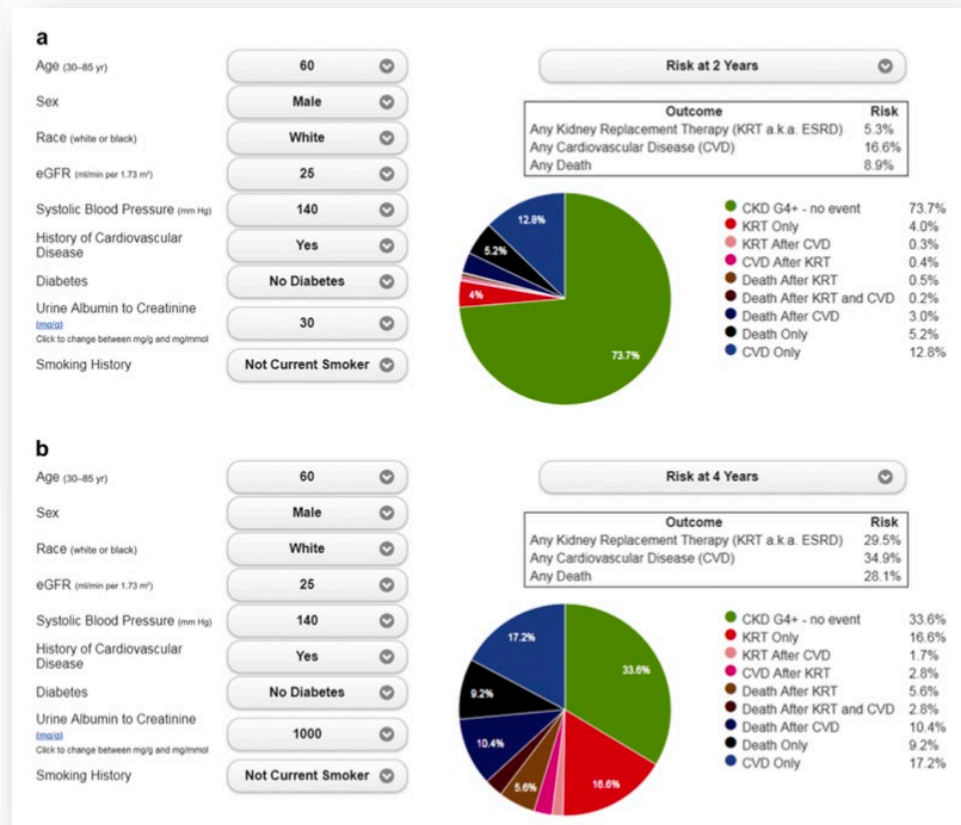 a
Age (30–85 yr) 60
Sex Male
Race (white or black) White
eGFR (ml/min per 1.73 m²) 25
Systolic Blood Pressure (mm Hg) 140
History of Cardiovascular
Disease Yes
Diabetes No Diabetes
Urine Albumin to Creatinine
(mg/g) 30
Click to change between mg/g and mg/mmol
Smoking History Not Current Smoker
Risk at 2 Years
Outcome Risk
Any Kidney Replacement Therapy (KRT a.k.a. ESRD) 5.3%
Any Cardiovascular Disease (CVD) 16.6%
Any Death 8.9%
12.8%
5.2%
4%
73.7%
CKD G4+ - no event 73.7%
KRT Only 4.0%
KRT After CVD 0.3%
CVD After KRT 0.4%
Death After KRT 0.5%
Death After KRT and CVD 0.2%
Death After CVD 3.0%
Death Only 5.2%
CVD Only 12.8%
b
Age (30–85 yr) 60
Sex Male
Race (white or black) White
eGFR (ml/min per 1.73 m²) 25
Systolic Blood Pressure (mm Hg) 140
History of Cardiovascular
Disease Yes
Diabetes No Diabetes
Urine Albumin to Creatinine
(mg/g) 1000
Click to change between mg/g and mg/mmol
Smoking History Not Current Smoker
Risk at 4 Years
Outcome Risk
Any Kidney Replacement Therapy (KRT a.k.a. ESRD) 29.5%
Any Cardiovascular Disease (CVD) 34.9%
Any Death 28.1%
17.2%
9.2%
10.4%
5.6%
16.6%
33.6%
CKD G4+ - no event 33.6%
KRT Only 16.6%
KRT After CVD 1.7%
CVD After KRT 2.8%
Death After KRT 5.6%
Death After KRT and CVD 2.8%
Death After CVD 10.4%
Death Only 9.2%
CVD Only 17.2%